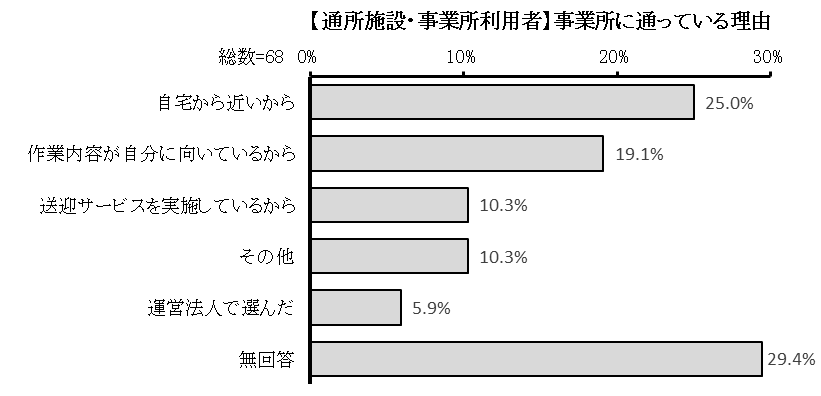 【通所施設・事業所利用者】事業所に通っている理由
総数=68 0% 10% 20% 30%
自宅から近いから 25.0%
作業内容が自分に向いているから 19.1%
送迎サービスを実施しているから 10.3%
その他 10.3%
運営法人で選んだ 5.9%
無回答 29.4%